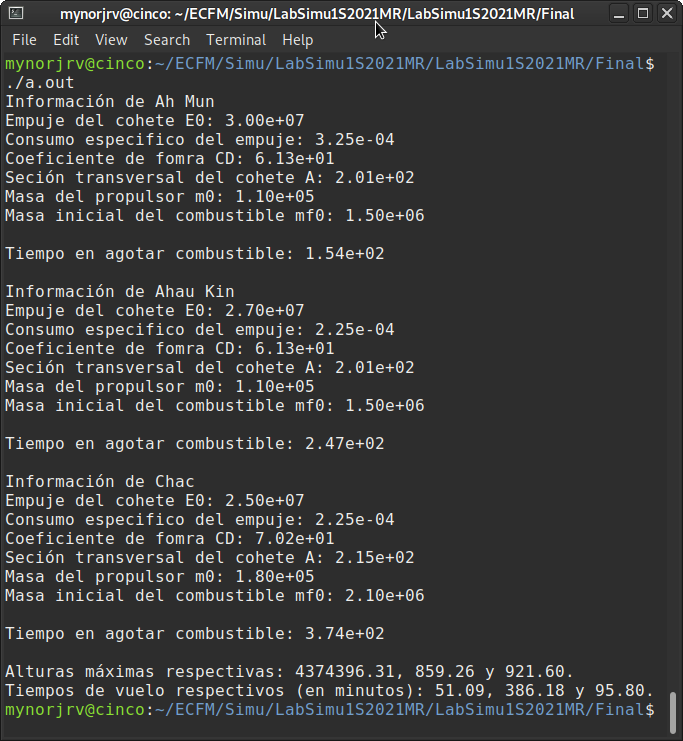 mynorjrv@cinco: ~/ECFM/Simu/LabSimu1S2021MR/LabSimu1S2021MR/Final
File Edit View Search Terminal Help
mynorjrv@cinco:~/ECFM/Simu/LabSimu1S2021MR/LabSimu1S2021MR/Final$
./a.out
Información de Ah Mun
Empuje del cohete E0: 3.00e+07
Consumo especifico del empuje: 3.25e-04
Coeficiente de fomra CD: 6.13e+01
Seción transversal del cohete A: 2.01e+02
Masa del propulsor m0: 1.10e+05
Masa inicial del combustible mf0: 1.50e+06
Tiempo en agotar combustible: 1.54e+02
Información de Ahau Kin
Empuje del cohete E0: 2.70e+07
Consumo especifico del empuje: 2.25e-04
Coeficiente de fomra CD: 6.13e+01
Seción transversal del cohete A: 2.01e+02
Masa del propulsor m0: 1.10e+05
Masa inicial del combustible mf0: 1.50e+06
Tiempo en agotar combustible: 2.47e+02
Información de Chac
Empuje del cohete E0: 2.50e+07
Consumo especifico del empuje: 2.25e-04
Coeficiente de fomra CD: 7.02e+01
Seción transversal del cohete A: 2.15e+02
Masa del propulsor m0: 1.80e+05
Masa inicial del combustible mf0: 2.10e+06
Tiempo en agotar combustible: 3.74e+02
Alturas máximas respectivas: 4374396.31, 859.26 y 921.60.
Tiempos de vuelo respectivos (en minutos): 51.09, 386.18 y 95.80.
mynorjrv@cinco:~/ECFM/Simu/LabSimu1S2021MR/LabSimu1S2021MR/Final$